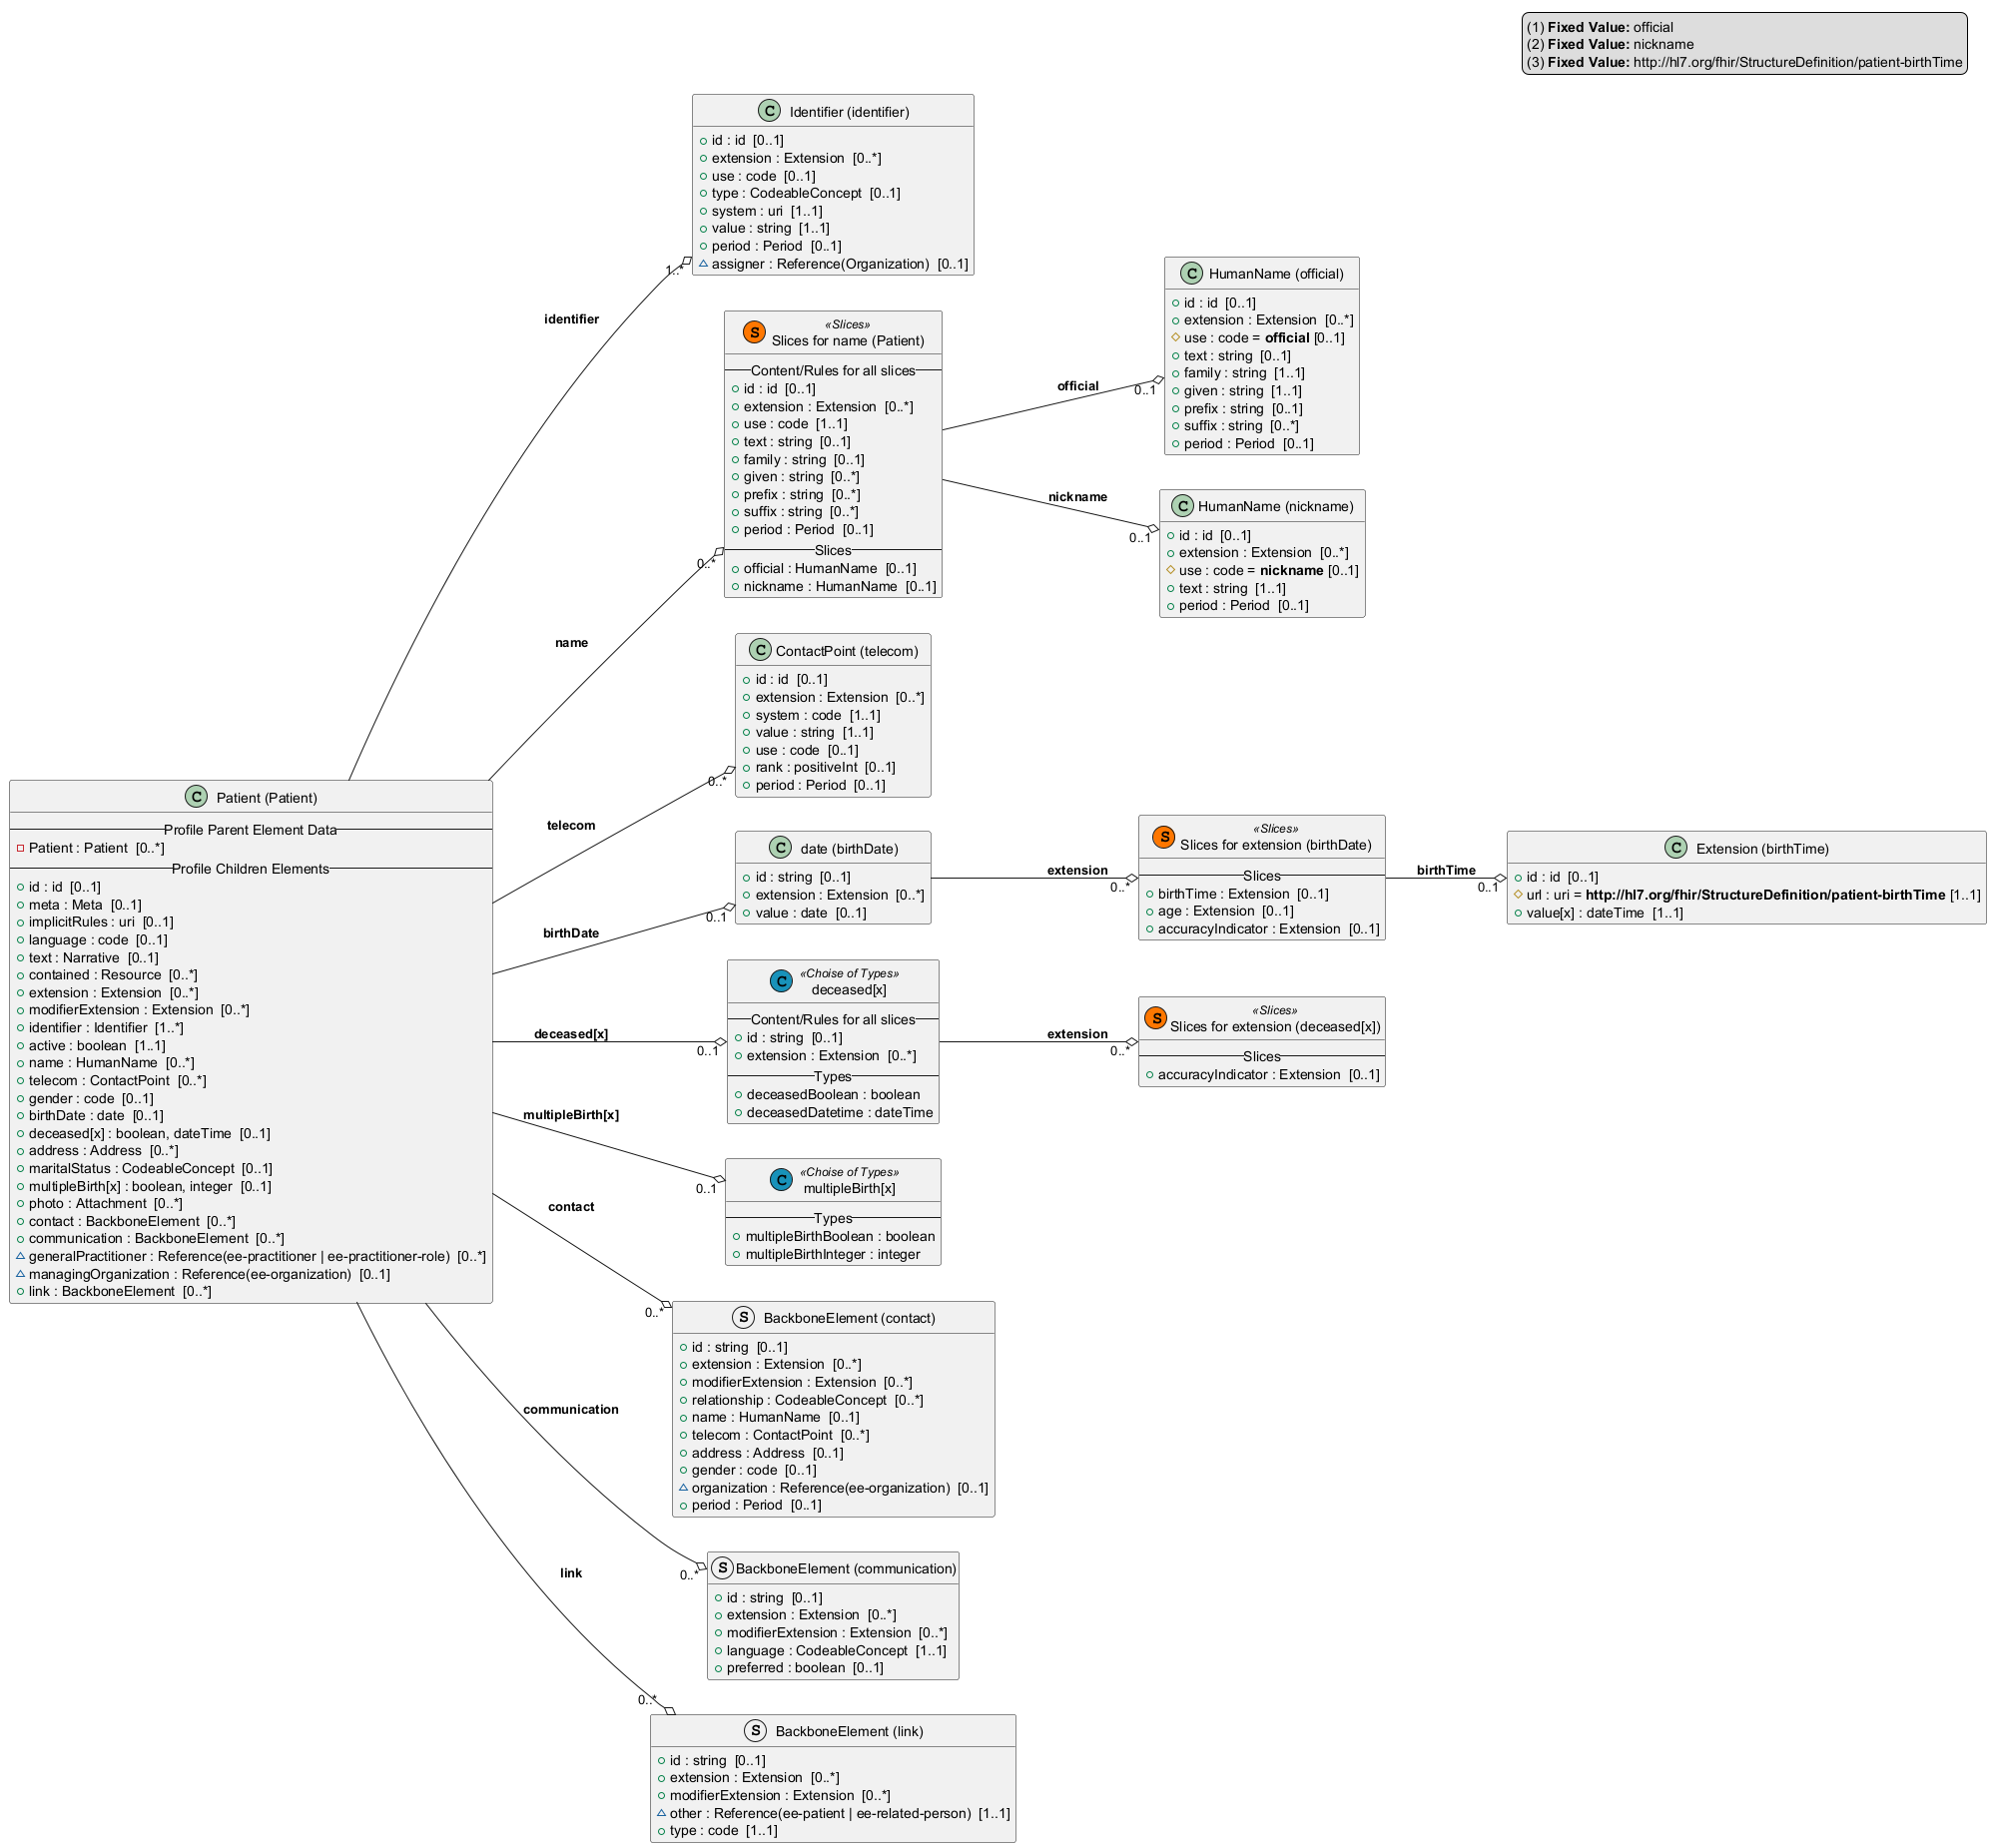 (1) Fixed Value: official
(2) Fixed Value: nickname
(3) Fixed Value: http://hl7.org/fhir/StructureDefinition/patient-birthTime
C Identifier (identifier)
id : id [0..1]
extension : Extension [0..*]
use : code [0..1]
type : CodeableConcept [0..1]
system : uri [1..1]
value : string [1..1]
period : Period [0..1]
assigner : Reference(Organization) [0..1]
1..*
identifier
S «Slices»
Slices for name (Patient)
Content/Rules for all slices
id : id [0..1]
extension : Extension [0..*]
use : code [1..1]
text : string [0..1]
family : string [0..1]
given : string [0..*]
prefix : string [0..*]
suffix : string [0..*]
period : Period [0..1]
Slices
official : HumanName [0..1]
nickname : HumanName [0..1]
0..*
name
C HumanName (official)
id : id [0..1]
extension : Extension [0..*]
use : code = official [0..1]
text : string [0..1]
family : string [1..1]
given : string [1..1]
prefix : string [0..1]
suffix : string [0..*]
period : Period [0..1]
official
0..1
C HumanName (nickname)
id : id [0..1]
extension : Extension [0..*]
use : code = nickname [0..1]
text : string [1..1]
period : Period [0..1]
nickname
0..1
C ContactPoint (telecom)
id : id [0..1]
extension : Extension [0..*]
system : code [1..1]
value : string [1..1]
use : code [0..1]
rank : positiveInt [0..1]
period : Period [0..1]
0..*
telecom
C Patient (Patient)
Profile Parent Element Data
Patient : Patient [0..*]
Profile Children Elements
id : id [0..1]
meta : Meta [0..1]
implicitRules : uri [0..1]
language : code [0..1]
text : Narrative [0..1]
contained : Resource [0..*]
extension : Extension [0..*]
modifierExtension : Extension [0..*]
identifier : Identifier [1..*]
active : boolean [1..1]
name : HumanName [0..*]
telecom : ContactPoint [0..*]
gender : code [0..1]
birthDate : date [0..1]
deceased[x] : boolean, dateTime [0..1]
address : Address [0..*]
maritalStatus : CodeableConcept [0..1]
multipleBirth[x] : boolean, integer [0..1]
photo : Attachment [0..*]
contact : BackboneElement [0..*]
communication : BackboneElement [0..*]
generalPractitioner : Reference(ee-practitioner | ee-practitioner-role) [0..*]
managingOrganization : Reference(ee-organization) [0..1]
link : BackboneElement [0..*]
C date (birthDate)
id : string [0..1]
extension : Extension [0..*]
value : date [0..1]
0..1
birthDate
extension
0..*
S «Slices»
Slices for extension (birthDate)
Slices
birthTime : Extension [0..1]
age : Extension [0..1]
accuracyIndicator : Extension [0..1]
birthTime
0..1
C Extension (birthTime)
id : id [0..1]
url : uri = http://hl7.org/fhir/StructureDefinition/patient-birthTime [1..1]
value[x] : dateTime [1..1]
C «Choise of Types»
deceased[x]
Content/Rules for all slices
id : string [0..1]
extension : Extension [0..*]
Types
deceasedBoolean : boolean
deceasedDatetime : dateTime
deceased[x]
0..1
extension
0..*
S «Slices»
Slices for extension (deceased[x])
Slices
accuracyIndicator : Extension [0..1]
multipleBirth[x]
0..1
C «Choise of Types»
multipleBirth[x]
Types
multipleBirthBoolean : boolean
multipleBirthInteger : integer
contact
0..*
S BackboneElement (contact)
id : string [0..1]
extension : Extension [0..*]
modifierExtension : Extension [0..*]
relationship : CodeableConcept [0..*]
name : HumanName [0..1]
telecom : ContactPoint [0..*]
address : Address [0..1]
gender : code [0..1]
organization : Reference(ee-organization) [0..1]
period : Period [0..1]
communication
0..*
S BackboneElement (communication)
id : string [0..1]
extension : Extension [0..*]
modifierExtension : Extension [0..*]
language : CodeableConcept [1..1]
preferred : boolean [0..1]
link
0..*
S BackboneElement (link)
id : string [0..1]
extension : Extension [0..*]
modifierExtension : Extension [0..*]
other : Reference(ee-patient | ee-related-person) [1..1]
type : code [1..1]